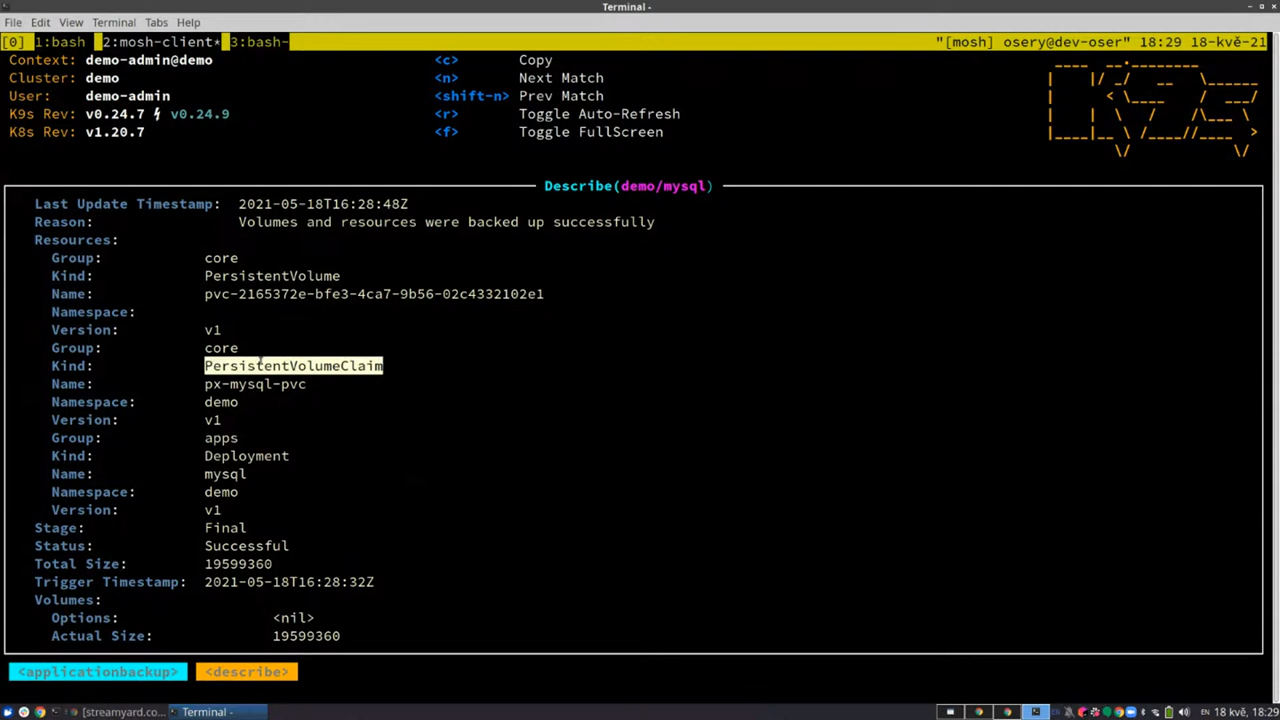 Terminal -
File Edit View Terminal Tabs Help
[0] 1:bash 2:mosh-client* 3:bash- "[mosh] osery@dev-oser" 18:29 18-kvě-21
Context: demo-admin@demo <c> Copy
Cluster: demo <n> Next Match
User: demo-admin <shift-n> Prev Match
K9s Rev: v0.24.7 ⚡ v0.24.9 <r> Toggle Auto-Refresh
K8s Rev: v1.20.7 <f> Toggle FullScreen
K9s
Describe(demo/mysql)
Last Update Timestamp: 2021-05-18T16:28:48Z
Reason: Volumes and resources were backed up successfully
Resources:
Group: core
Kind: PersistentVolume
Name: pvc-2165372e-bfe3-4ca7-9b56-02c4332102e1
Namespace:
Version: v1
Group: core
Kind: PersistentVolumeClaim
Name: px-mysql-pvc
Namespace: demo
Version: v1
Group: apps
Kind: Deployment
Name: mysql
Namespace: demo
Version: v1
Stage: Final
Status: Successful
Total Size: 19599360
Trigger Timestamp: 2021-05-18T16:28:32Z
Volumes:
Options: <nil>
Actual Size: 19599360
<applicationbackup> <describe>
[streamyard.co... Terminal - EN EN 18 kvě, 18:29